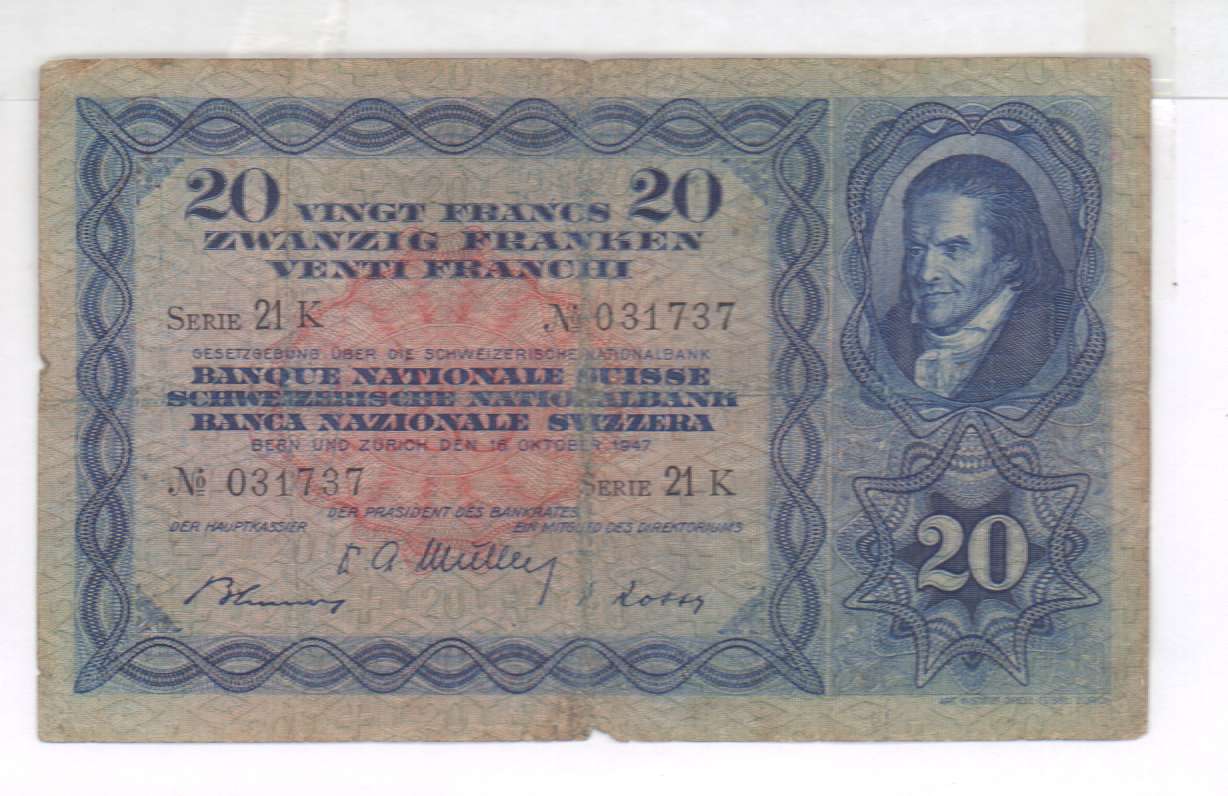 20 VINGT FRANCS 20
ZWANZIG FRANKEN
VENTI FRANCHI
SERIE 21 K № 031737
GESETZGEBUNG ÜBER DIE SCHWEIZERISCHE NATIONALBANK
BANQUE NATIONALE SUISSE
SCHWEIZERISCHE NATIONALBANK
BANCA NAZIONALE SVIZZERA
BERN UND ZÜRICH DEN 16 OKTOBER 1947
№ 031737 SERIE 21 K
DER PRÄSIDENT DES BANKRATES
DER HAUPTKASSIER EIN MITGLIED DES DIREKTORIUMS
Müller
Rossy
20